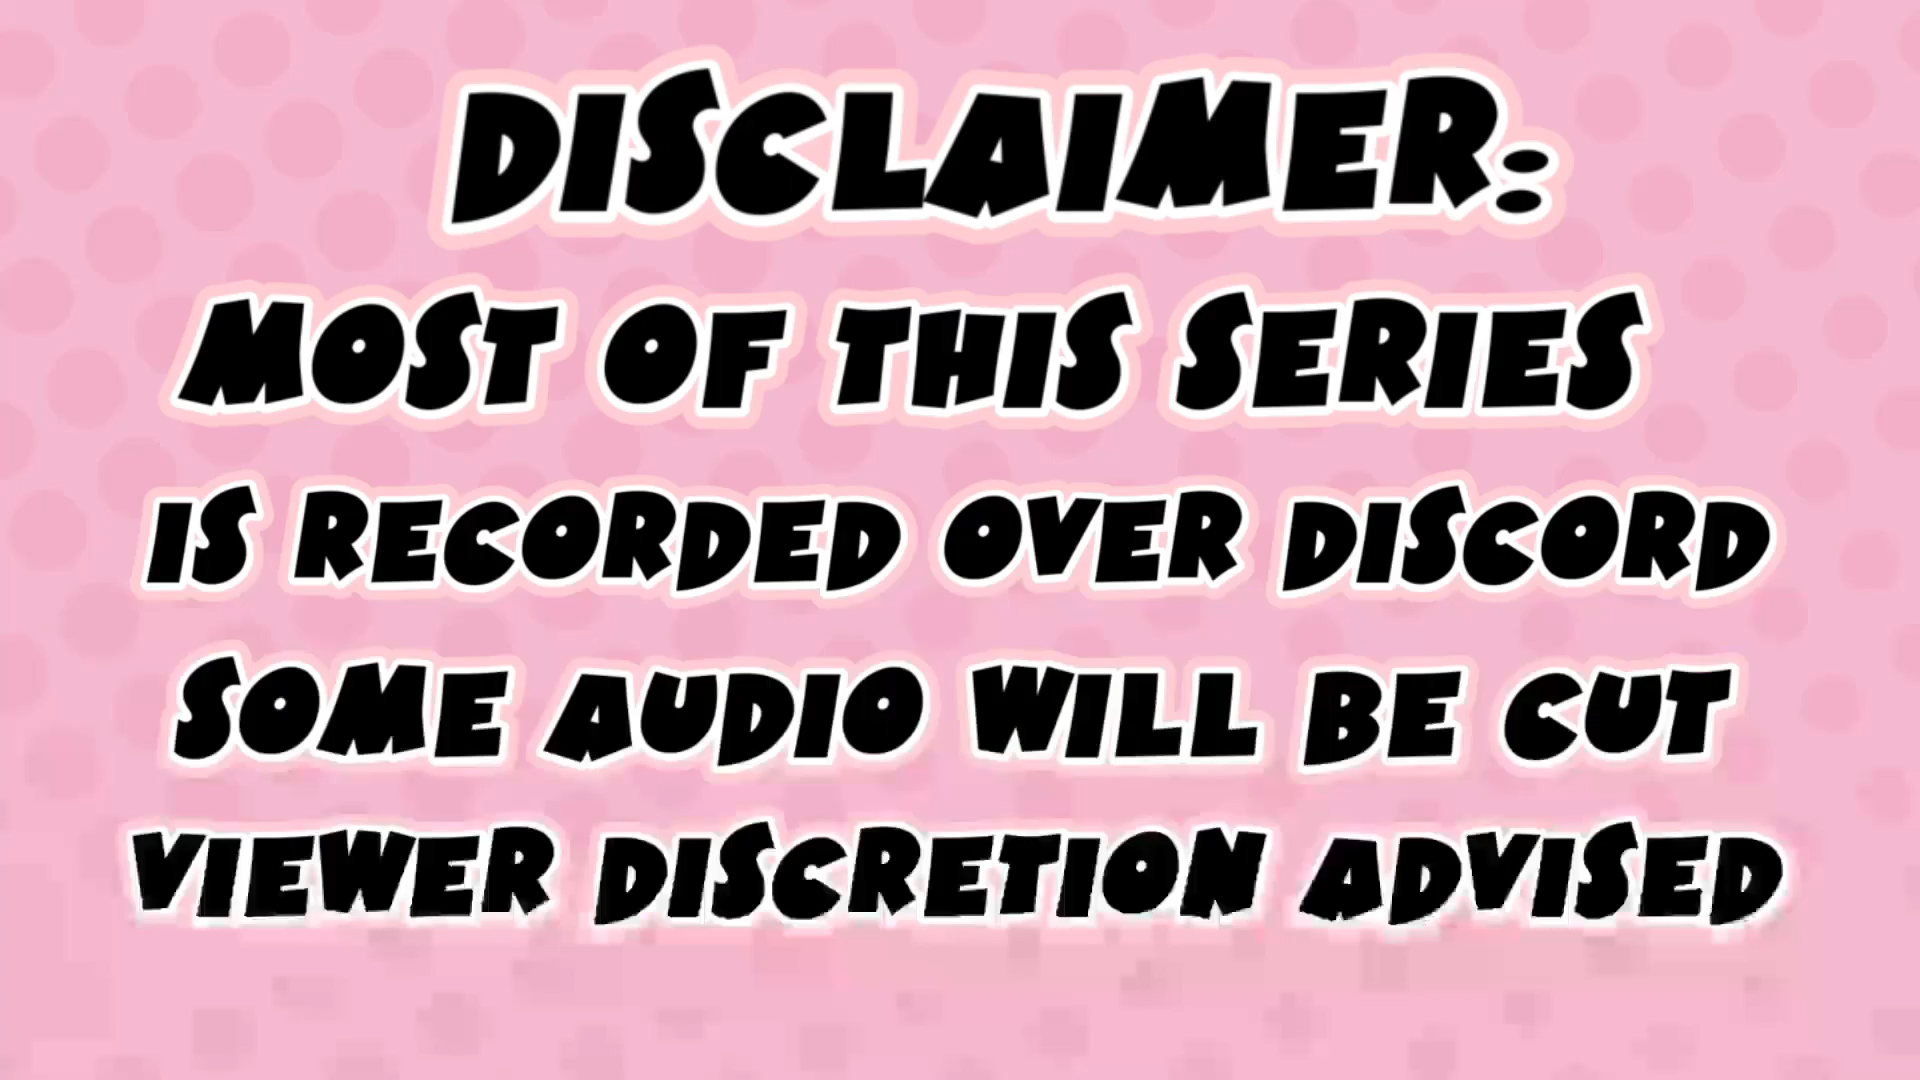 DISCLAIMER:
MOST OF THIS SERIES
IS RECORDED OVER DISCORD
SOME AUDIO WILL BE CUT
VIEWER DISCRETION ADVISED